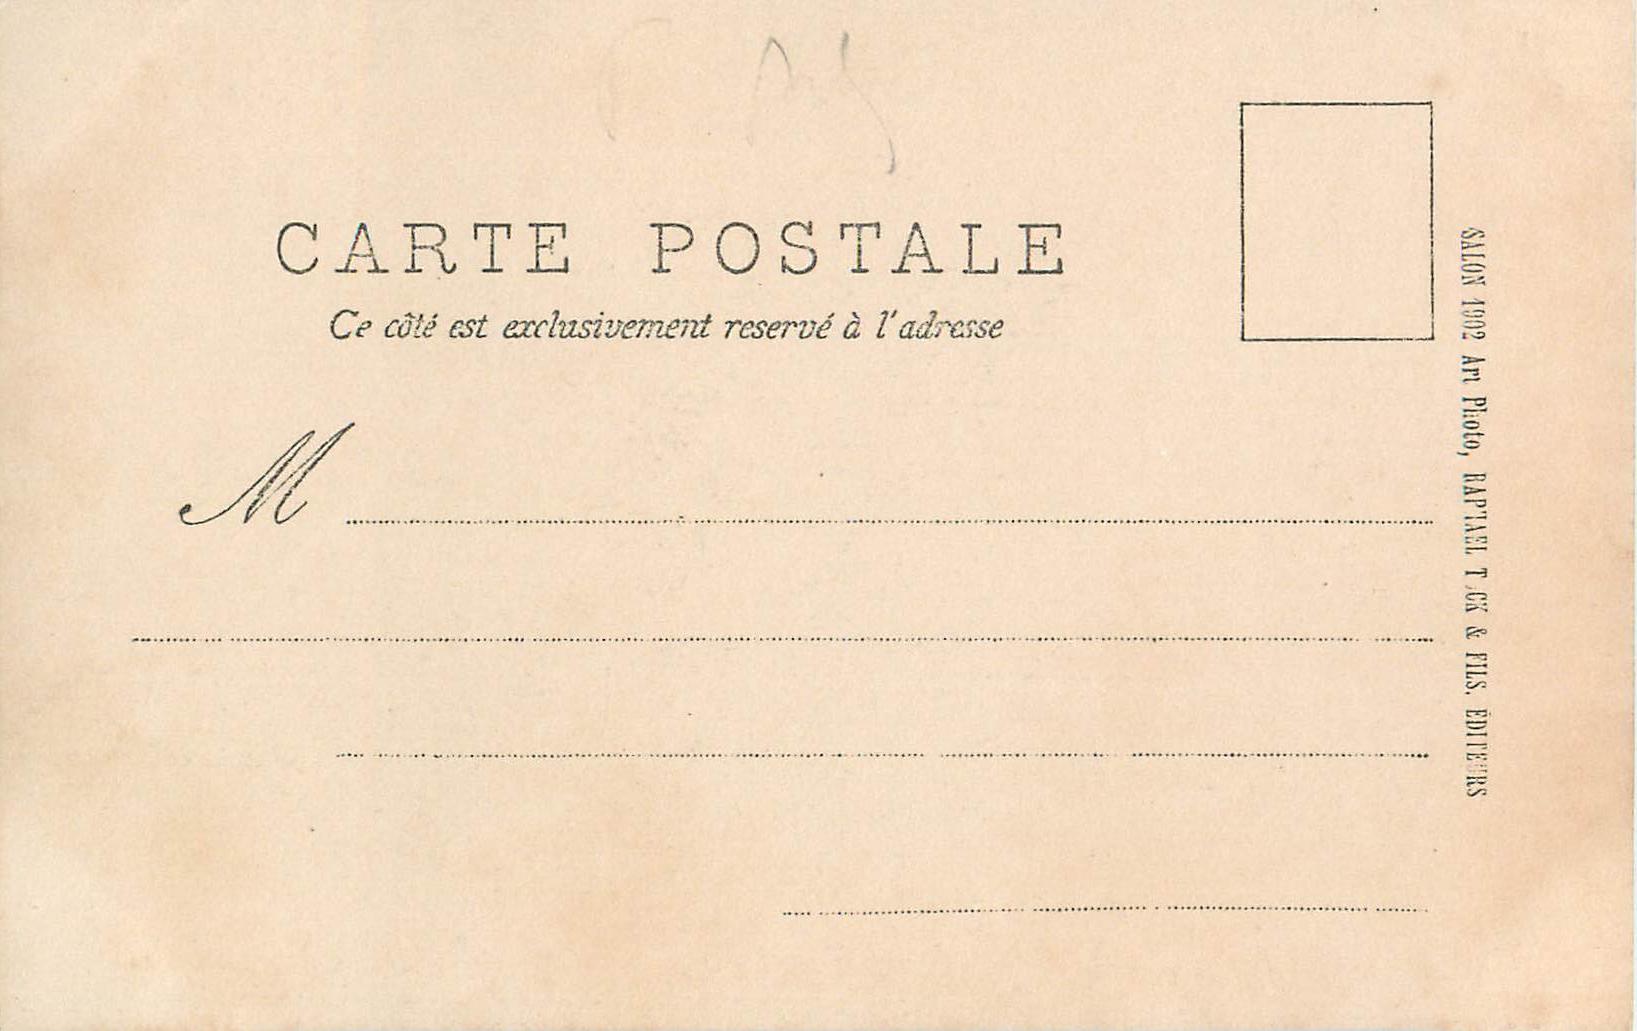 CARTE POSTALE
Ce côté est exclusivement reservé à l'adresse
M
SALON 1902 Art Photo, RAPHAEL T CK & FILS, ÉDITEURS